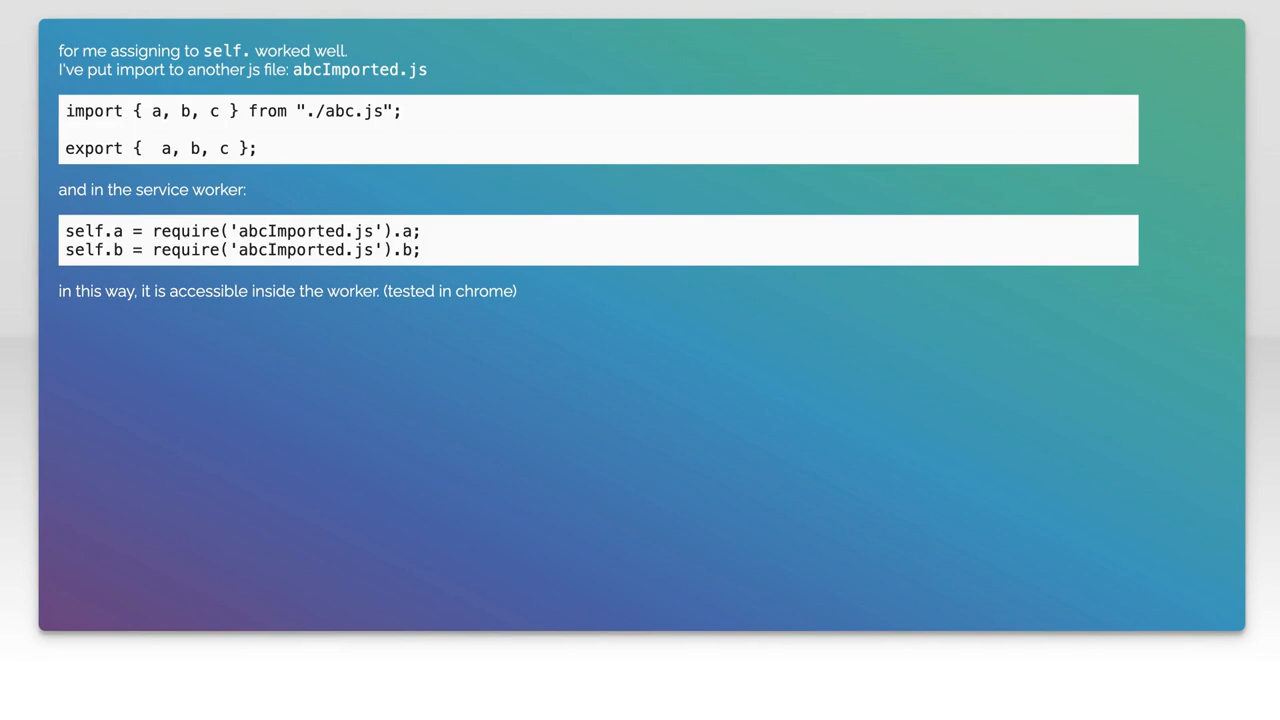 for me assigning to self. worked well.
I've put import to another js file: abcImported.js
import { a, b, c } from "./abc.js";
export {  a, b, c };
and in the service worker:
self.a = require('abcImported.js').a;
self.b = require('abcImported.js').b;
in this way, it is accessible inside the worker. (tested in chrome)